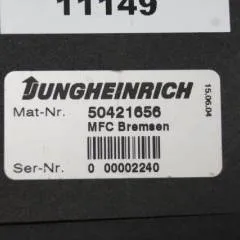 11149
JUNGHEINRICH
15.06.04
Mat-Nr. 50421656
MFC Bremsen
Ser-Nr. 0 00002240